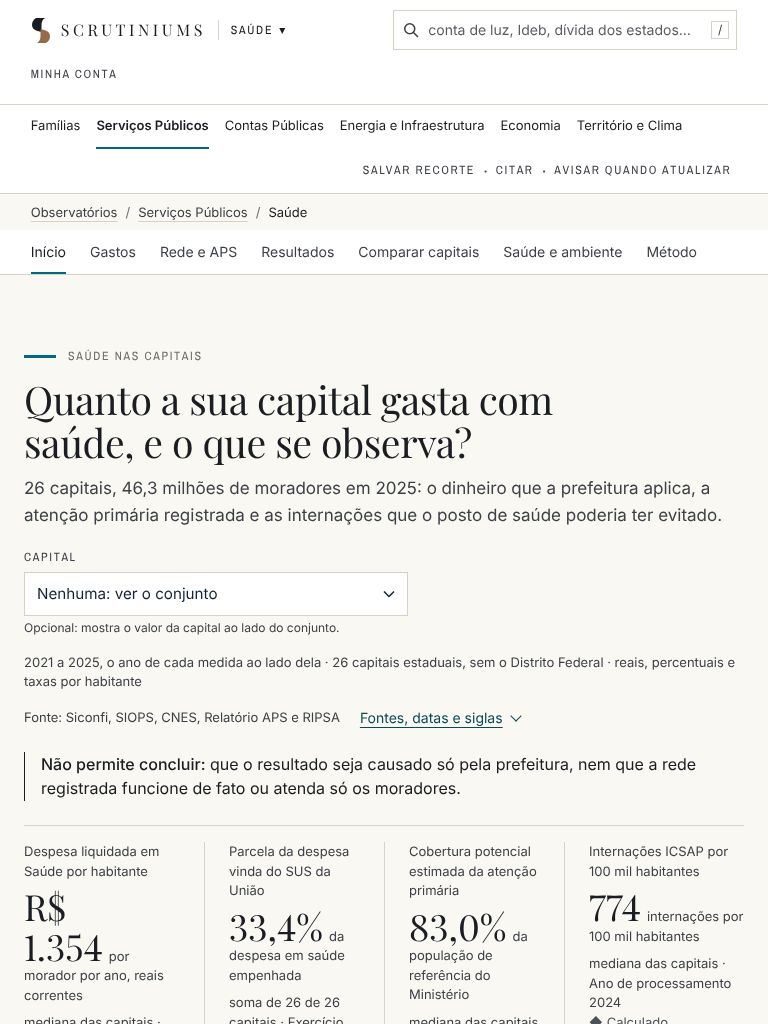 SCRUTINIUMS
SAÚDE ▼
conta de luz, Ideb, dívida dos estados...
/
MINHA CONTA
Famílias
Serviços Públicos
Contas Públicas
Energia e Infraestrutura
Economia
Território e Clima
SALVAR RECORTE • CITAR • AVISAR QUANDO ATUALIZAR
Observatórios / Serviços Públicos / Saúde
Início
Gastos
Rede e APS
Resultados
Comparar capitais
Saúde e ambiente
Método
SAÚDE NAS CAPITAIS
Quanto a sua capital gasta com
saúde, e o que se observa?
26 capitais, 46,3 milhões de moradores em 2025: o dinheiro que a prefeitura aplica, a
atenção primária registrada e as internações que o posto de saúde poderia ter evitado.
CAPITAL
Nenhuma: ver o conjunto
Opcional: mostra o valor da capital ao lado do conjunto.
2021 a 2025, o ano de cada medida ao lado dela · 26 capitais estaduais, sem o Distrito Federal · reais, percentuais e
taxas por habitante
Fonte: Siconfi, SIOPS, CNES, Relatório APS e RIPSA
Fontes, datas e siglas
Não permite concluir: que o resultado seja causado só pela prefeitura, nem que a rede
registrada funcione de fato ou atenda só os moradores.
Despesa liquidada em
Saúde por habitante
R$
1.354 por
morador por ano, reais
correntes
mediana das capitais ·
Parcela da despesa
vinda do SUS da
União
33,4% da
despesa em saúde
empenhada
soma de 26 de 26
capitais · Exercício
Cobertura potencial
estimada da atenção
primária
83,0% da
população de
referência do
Ministério
mediana das capitais
Internações ICSAP por
100 mil habitantes
774 internações por
100 mil habitantes
mediana das capitais ·
Ano de processamento
2024
◆ Calculado